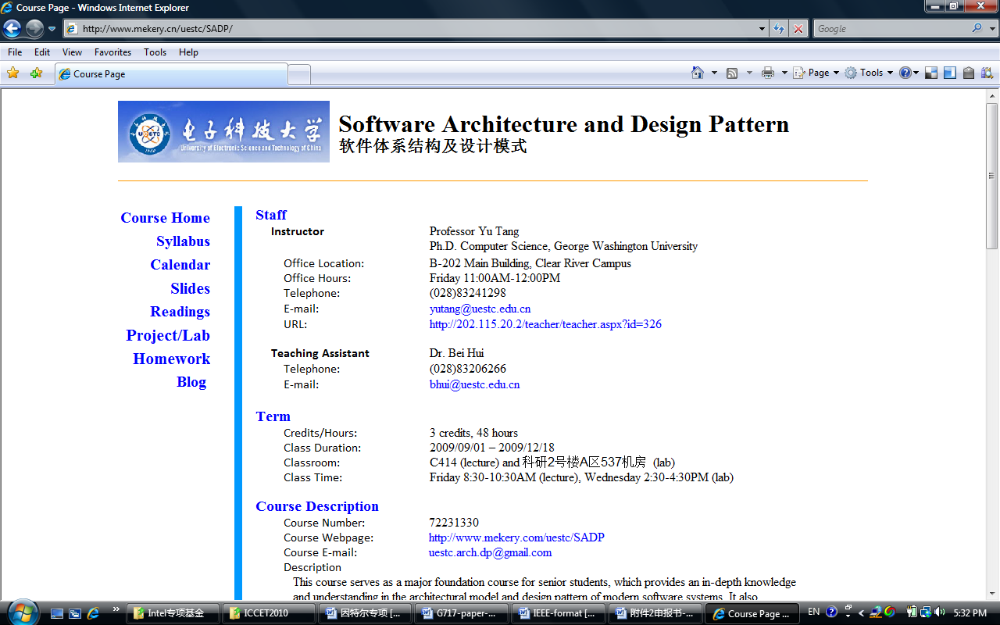 Course Page - Windows Internet Explorer
http://www.mekery.cn/uestc/SADP/
Google
File Edit View Favorites Tools Help
Course Page
Page Tools
UESTC 电子科技大学
University of Electronic Science and Technology of China
Software Architecture and Design Pattern
软件体系结构及设计模式
Course Home
Syllabus
Calendar
Slides
Readings
Project/Lab
Homework
Blog
Staff
Instructor Professor Yu Tang
Ph.D. Computer Science, George Washington University
Office Location: B-202 Main Building, Clear River Campus
Office Hours: Friday 11:00AM-12:00PM
Telephone: (028)83241298
E-mail: yutang@uestc.edu.cn
URL: http://202.115.20.2/teacher/teacher.aspx?id=326
Teaching Assistant Dr. Bei Hui
Telephone: (028)83206266
E-mail: bhui@uestc.edu.cn
Term
Credits/Hours: 3 credits, 48 hours
Class Duration: 2009/09/01 – 2009/12/18
Classroom: C414 (lecture) and 科研2号楼A区537机房 (lab)
Class Time: Friday 8:30-10:30AM (lecture), Wednesday 2:30-4:30PM (lab)
Course Description
Course Number: 72231330
Course Webpage: http://www.mekery.com/uestc/SADP
Course E-mail: uestc.arch.dp@gmail.com
Description
This course serves as a major foundation course for senior students, which provides an in-depth knowledge
and understanding in the architectural model and design pattern of modern software systems. It also
Intel专项基金 ICCET2010 因特尔专项 [... G717-paper-... IEEE-format [... 附件2申报书-... Course Page ... EN 5:32 PM